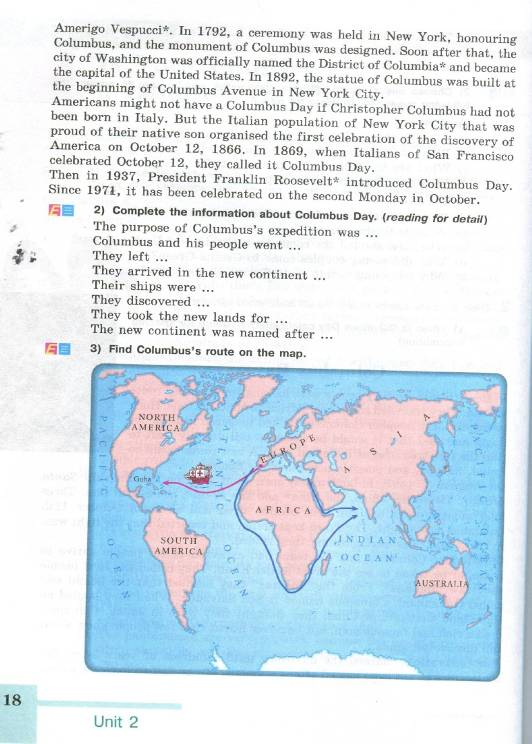 Amerigo Vespucci*. In 1792, a ceremony was held in New York, honouring
Columbus, and the monument of Columbus was designed. Soon after that, the
city of Washington was officially named the District of Columbia* and became
the capital of the United States. In 1892, the statue of Columbus was built at
the beginning of Columbus Avenue in New York City.
Americans might not have a Columbus Day if Christopher Columbus had not
been born in Italy. But the Italian population of New York City that was
proud of their native son organised the first celebration of the discovery of
America on October 12, 1866. In 1869, when Italians of San Francisco
celebrated October 12, they called it Columbus Day.
Then in 1937, President Franklin Roosevelt* introduced Columbus Day.
Since 1971, it has been celebrated on the second Monday in October.
2) Complete the information about Columbus Day. (reading for detail)
The purpose of Columbus's expedition was ...
Columbus and his people went ...
They left ...
They arrived in the new continent ...
Their ships were ...
They discovered ...
They took the new lands for ...
The new continent was named after ...
3) Find Columbus's route on the map.
NORTH
AMERICA
PACIFIC
OCEAN
ATLANTIC
OCEAN
EUROPE
ASIA
PACIFIC
OCEAN
AFRICA
SOUTH
AMERICA
INDIAN
OCEAN
AUSTRALIA
18
Unit 2